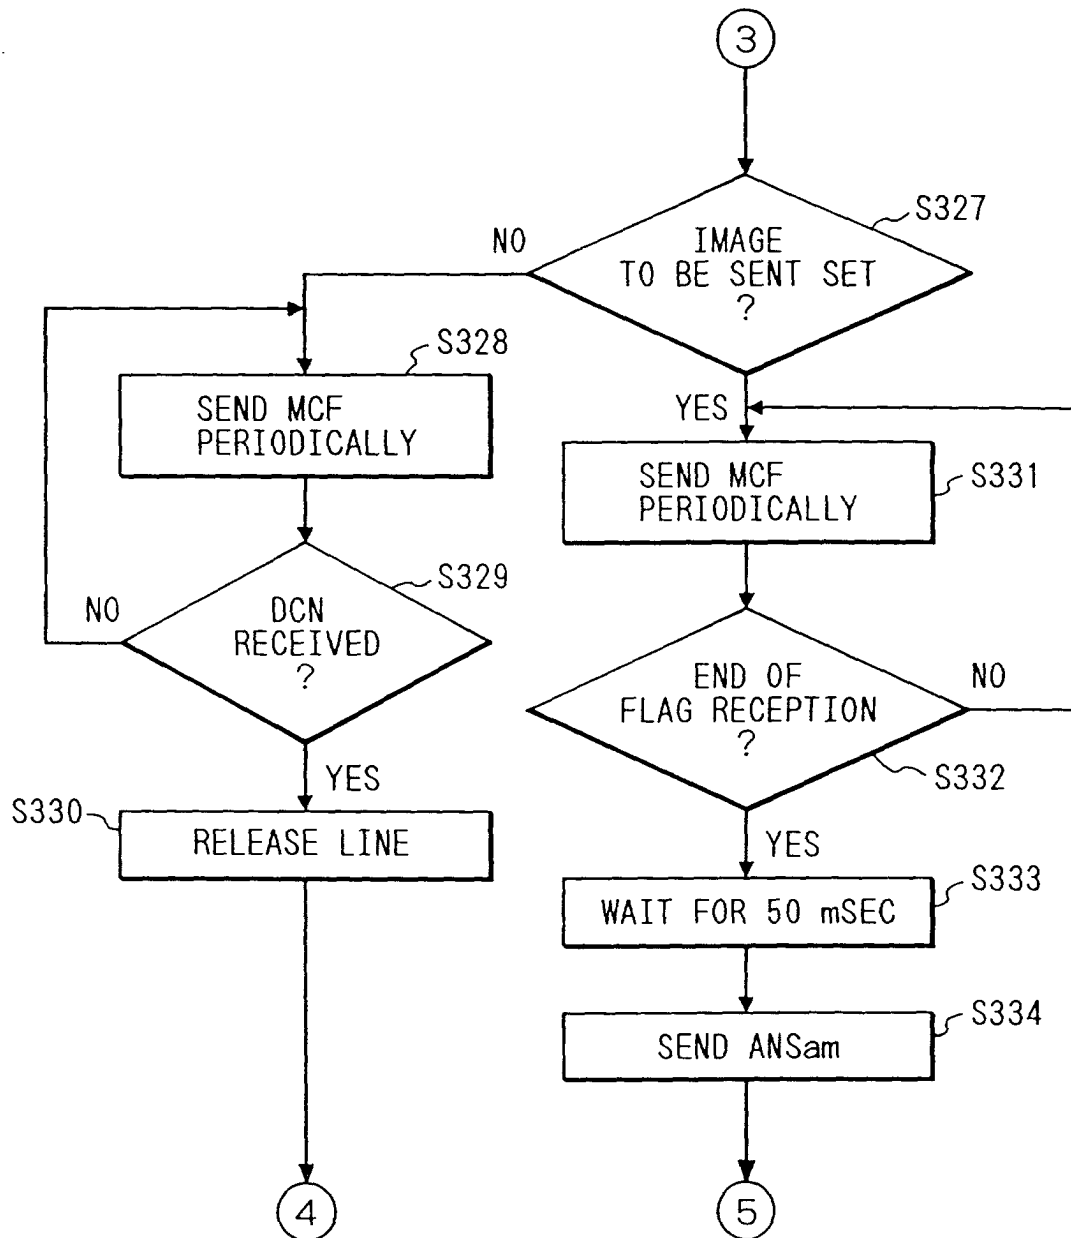 3
S327
NO
IMAGE
TO BE SENT SET
?
S328
SEND MCF
PERIODICALLY
YES
SEND MCF
PERIODICALLY
S331
S329
NO
DCN
RECEIVED
?
END OF
FLAG RECEPTION
?
NO
S332
YES
S330
RELEASE LINE
YES
S333
WAIT FOR 50 mSEC
S334
SEND ANSam
4
5